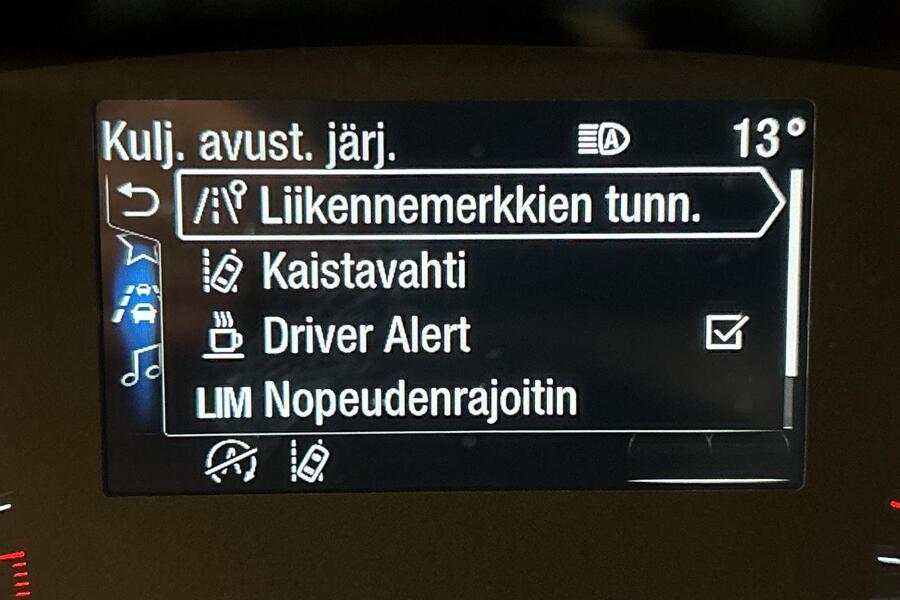 Kulj. avust. järj. A 13°
Liikennemerkkien tunn.
Kaistavahti
Driver Alert
LIM Nopeudenrajoitin
A